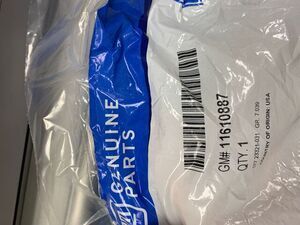 GENUINE
PARTS
GM# 11610887
QTY. 1
COUNTRY OF ORIGIN: USA